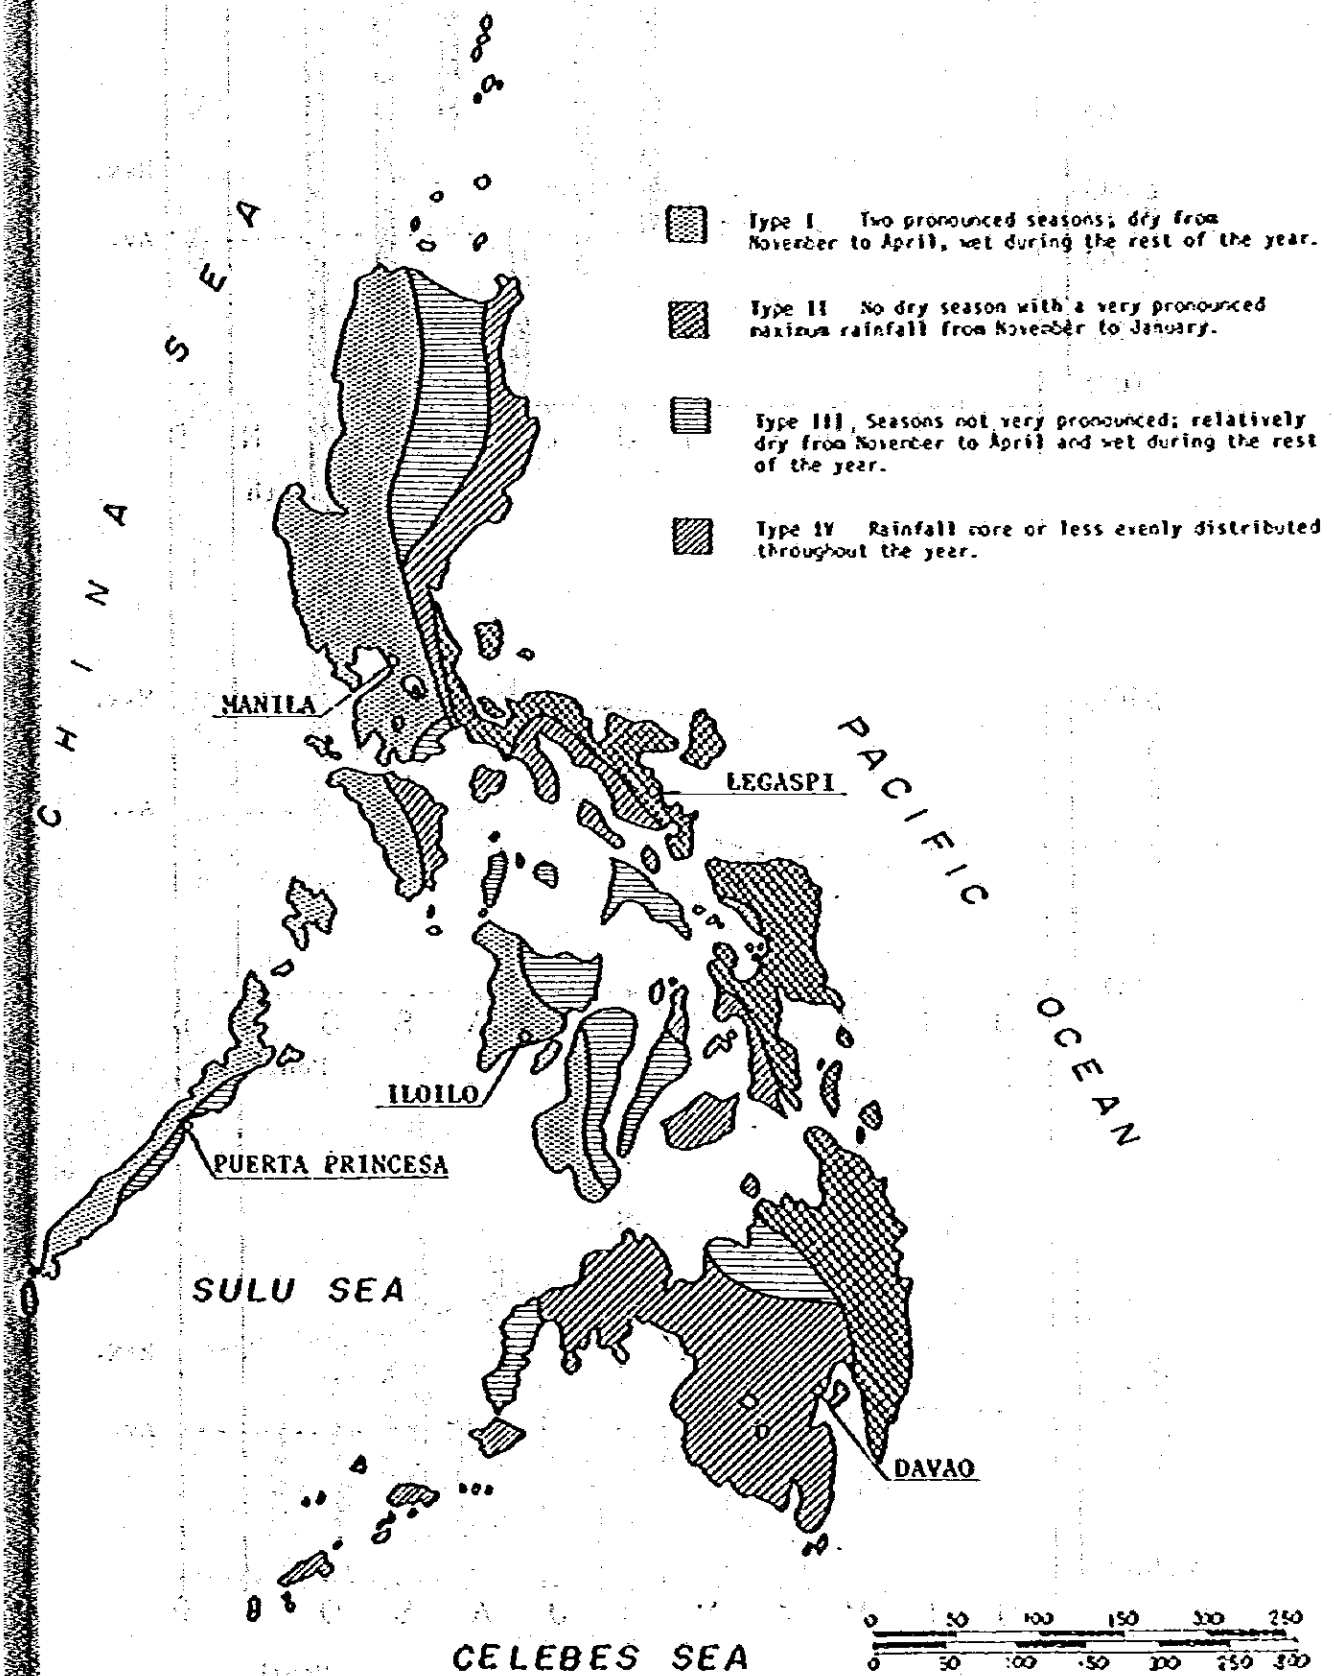 Type I Two pronounced seasons; dry from
November to April, wet during the rest of the year.
Type II No dry season with a very pronounced
maximum rainfall from November to January.
Type III, Seasons not very pronounced; relatively
dry from November to April and wet during the rest
of the year.
Type IV Rainfall more or less evenly distributed
throughout the year.
CHINA SEA
PACIFIC OCEAN
MANILA
LEGASPI
ILOILO
PUERTA PRINCESA
SULU SEA
DAVAO
CELEBES SEA
0 50 100 150 200 250
0 50 100 150 200 250 300